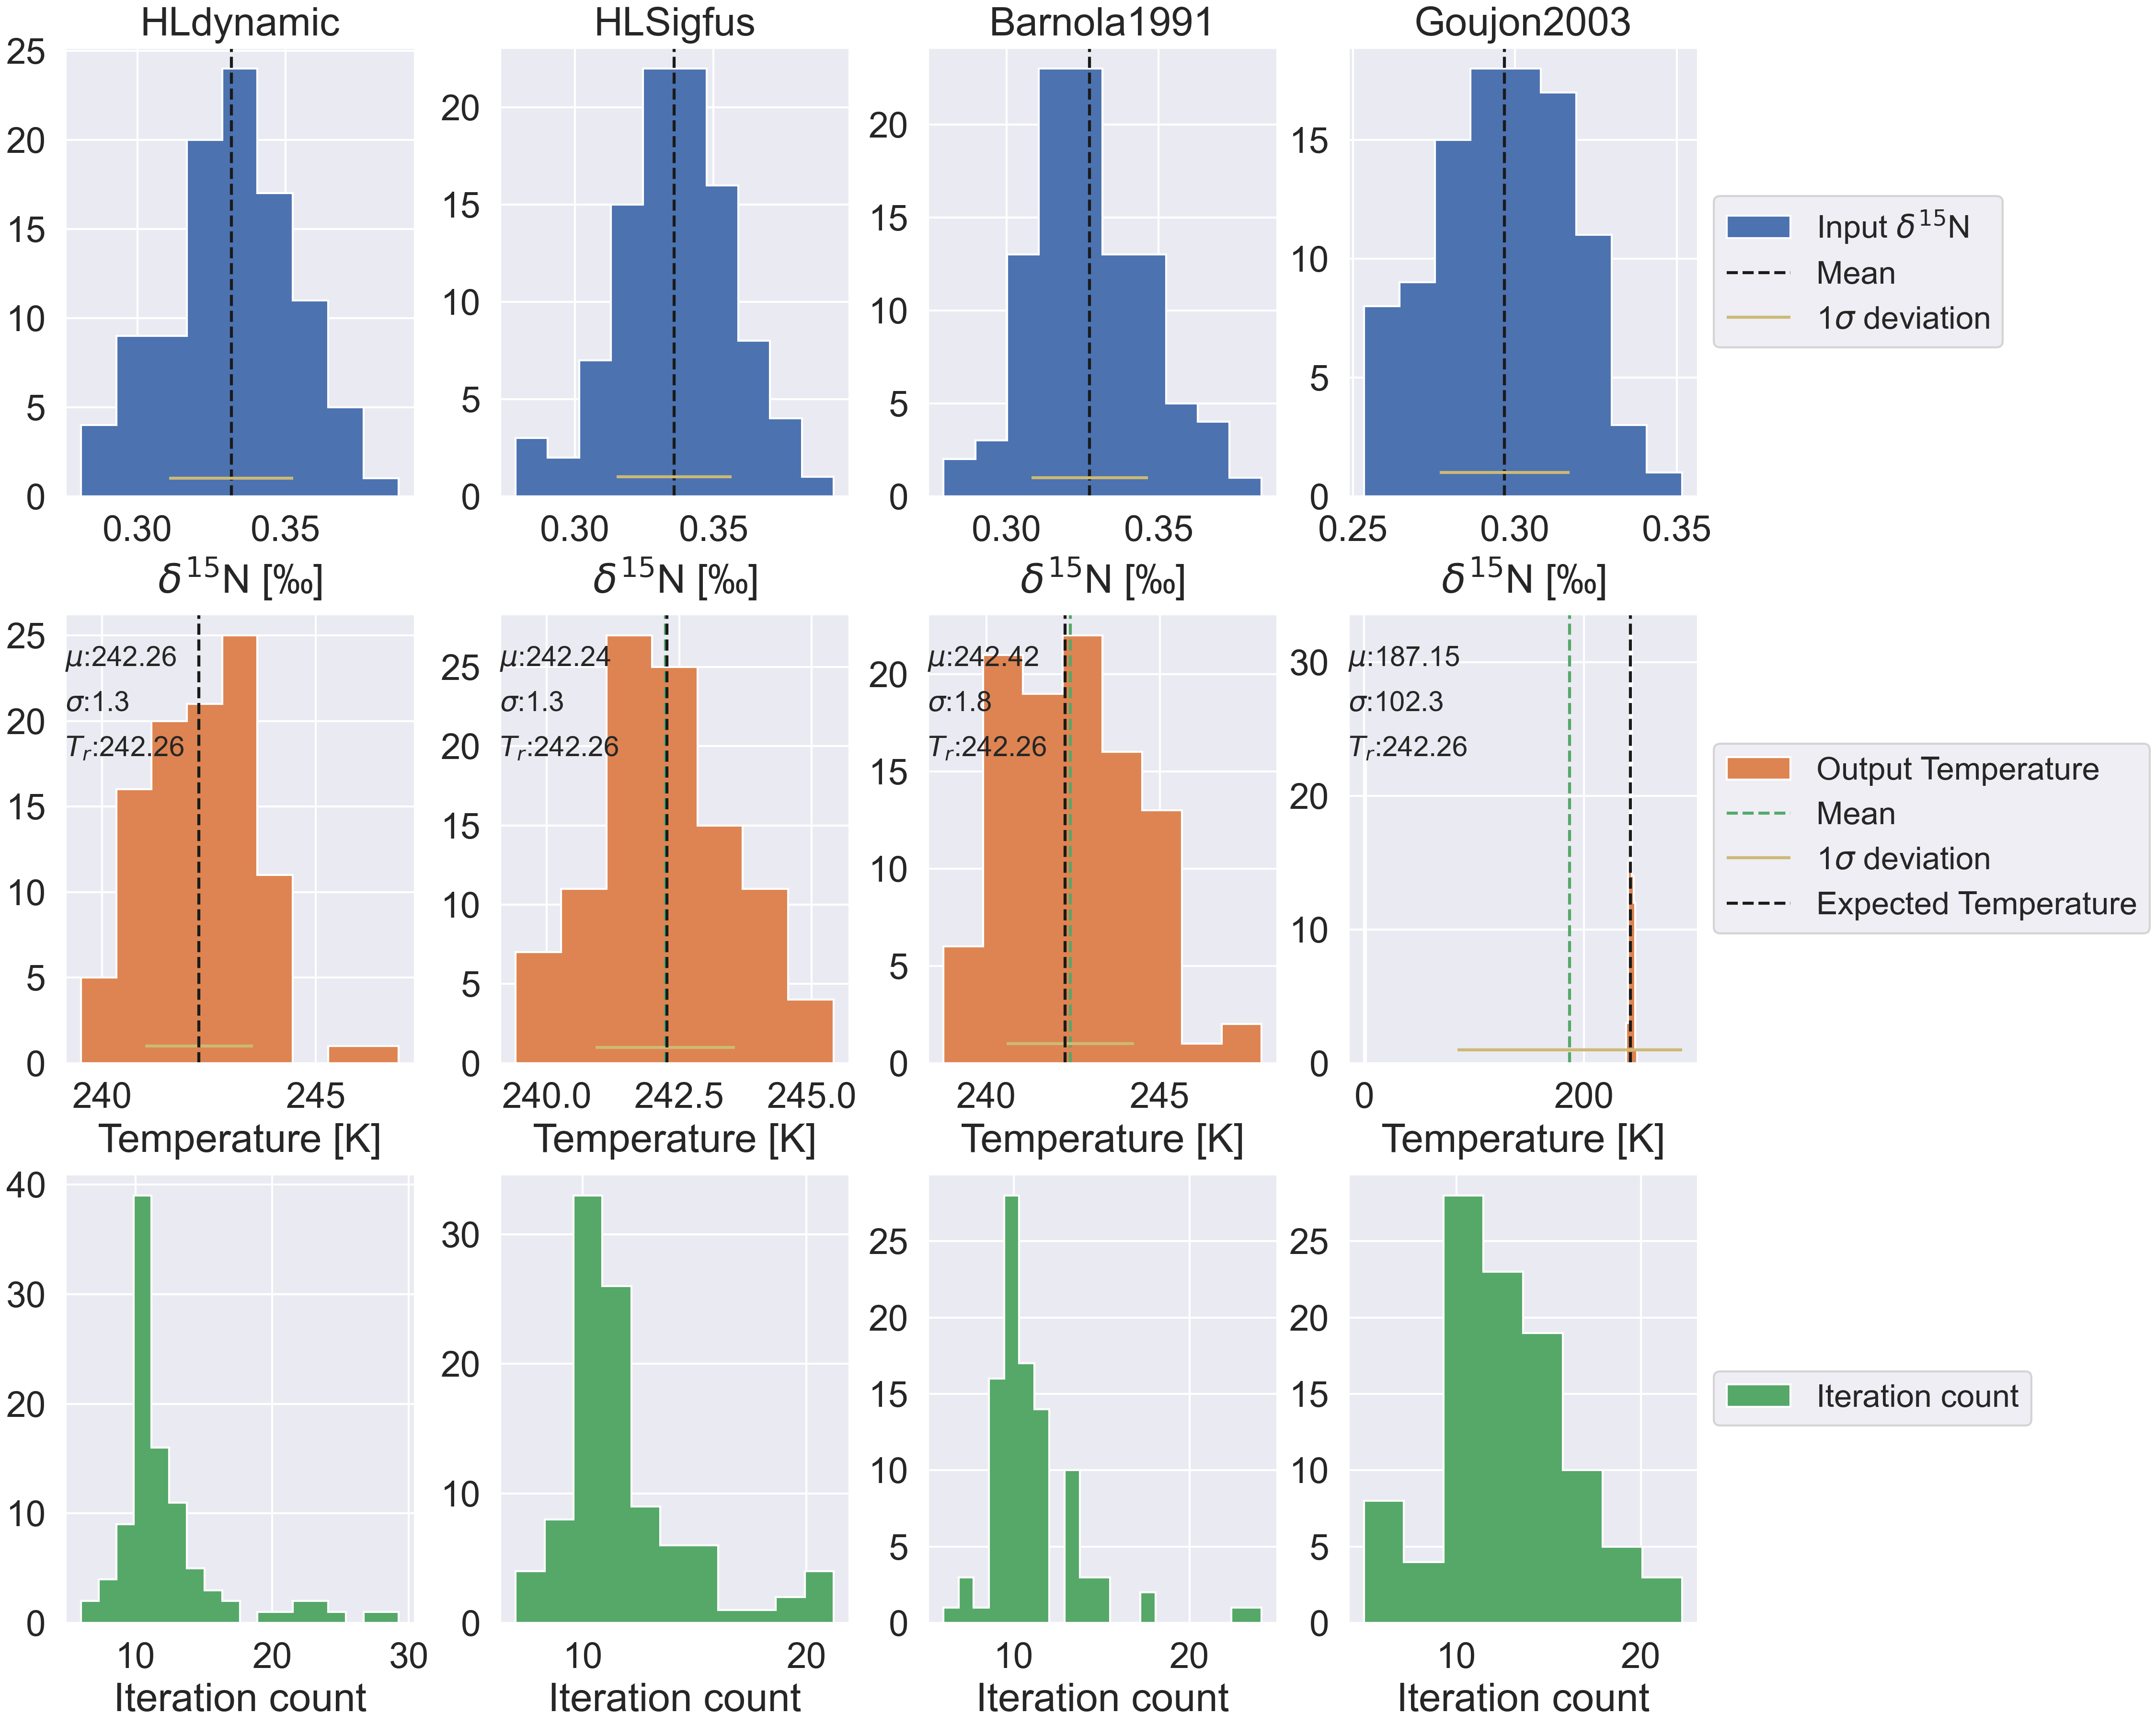 HLdynamic HLSigfus Barnola1991 Goujon2003
25
20
15
10
5
0
0.30 0.35
δ¹⁵N [‰]
20
15
10
5
0
0.30 0.35
δ¹⁵N [‰]
20
15
10
5
0
0.30 0.35
δ¹⁵N [‰]
15
10
5
0
0.25 0.30 0.35
δ¹⁵N [‰]
Input δ¹⁵N
Mean
1σ deviation
25
20
15
10
5
0
μ:242.26
σ:1.3
Tᵣ:242.26
240 245
Temperature [K]
25
20
15
10
5
0
μ:242.24
σ:1.3
Tᵣ:242.26
240.0 242.5 245.0
Temperature [K]
20
15
10
5
0
μ:242.42
σ:1.8
Tᵣ:242.26
240 245
Temperature [K]
30
20
10
0
μ:187.15
σ:102.3
Tᵣ:242.26
0 200
Temperature [K]
Output Temperature
Mean
1σ deviation
Expected Temperature
40
30
20
10
0
10 20 30
Iteration count
30
20
10
0
10 20
Iteration count
25
20
15
10
5
0
10 20
Iteration count
25
20
15
10
5
0
10 20
Iteration count
Iteration count